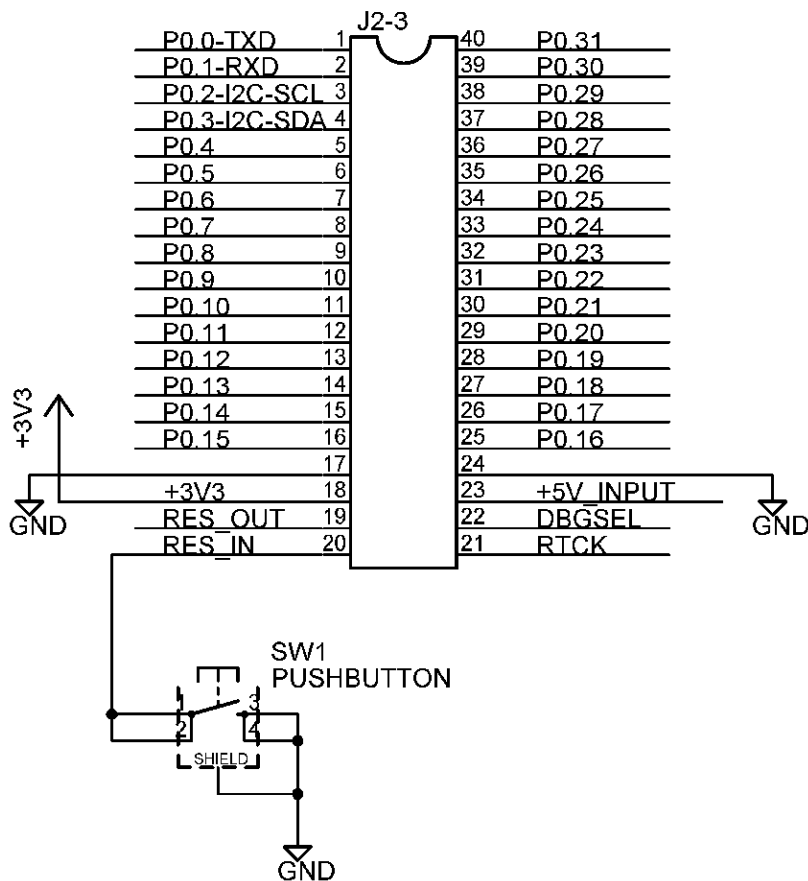 J2-3
P0.0-TXD 1 40 P0.31
P0.1-RXD 2 39 P0.30
P0.2-I2C-SCL 3 38 P0.29
P0.3-I2C-SDA 4 37 P0.28
P0.4 5 36 P0.27
P0.5 6 35 P0.26
P0.6 7 34 P0.25
P0.7 8 33 P0.24
P0.8 9 32 P0.23
P0.9 10 31 P0.22
P0.10 11 30 P0.21
P0.11 12 29 P0.20
P0.12 13 28 P0.19
P0.13 14 27 P0.18
P0.14 15 26 P0.17
P0.15 16 25 P0.16
+3V3
17 24
+3V3 18 23 +5V_INPUT
GND RES_OUT 19 22 DBGSEL GND
RES_IN 20 21 RTCK
SW1
PUSHBUTTON
1 3
2 4
SHIELD
GND